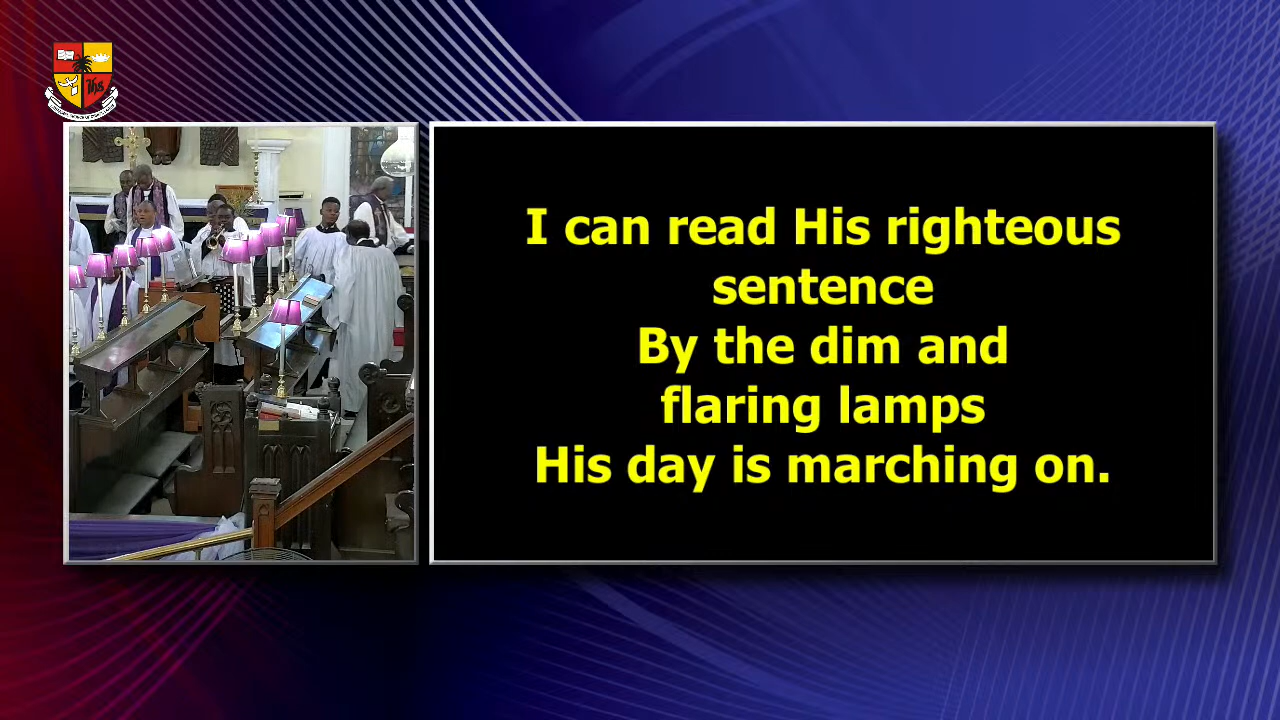 I can read His righteous
sentence
By the dim and
flaring lamps
His day is marching on.